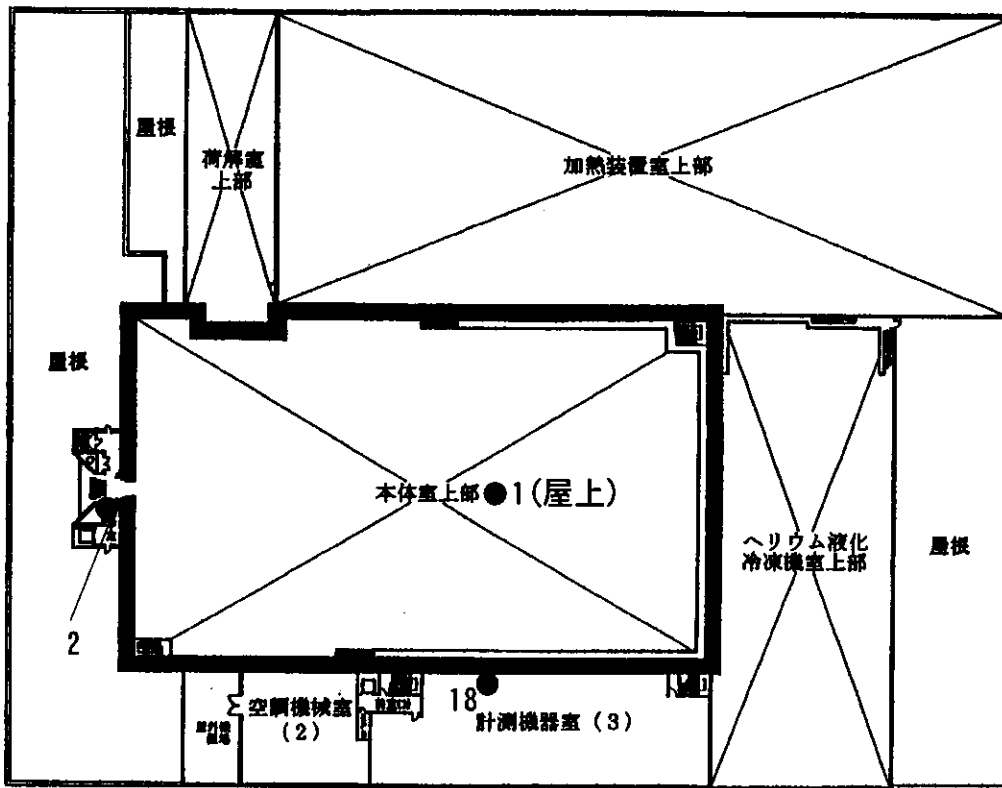 屋根
荷解室
上部
加熱装置室上部
屋根
本体室上部 ●1(屋上)
ヘリウム液化
冷凍機室上部
屋根
2
18
空調機械室
(2)
計測機器室 (3)